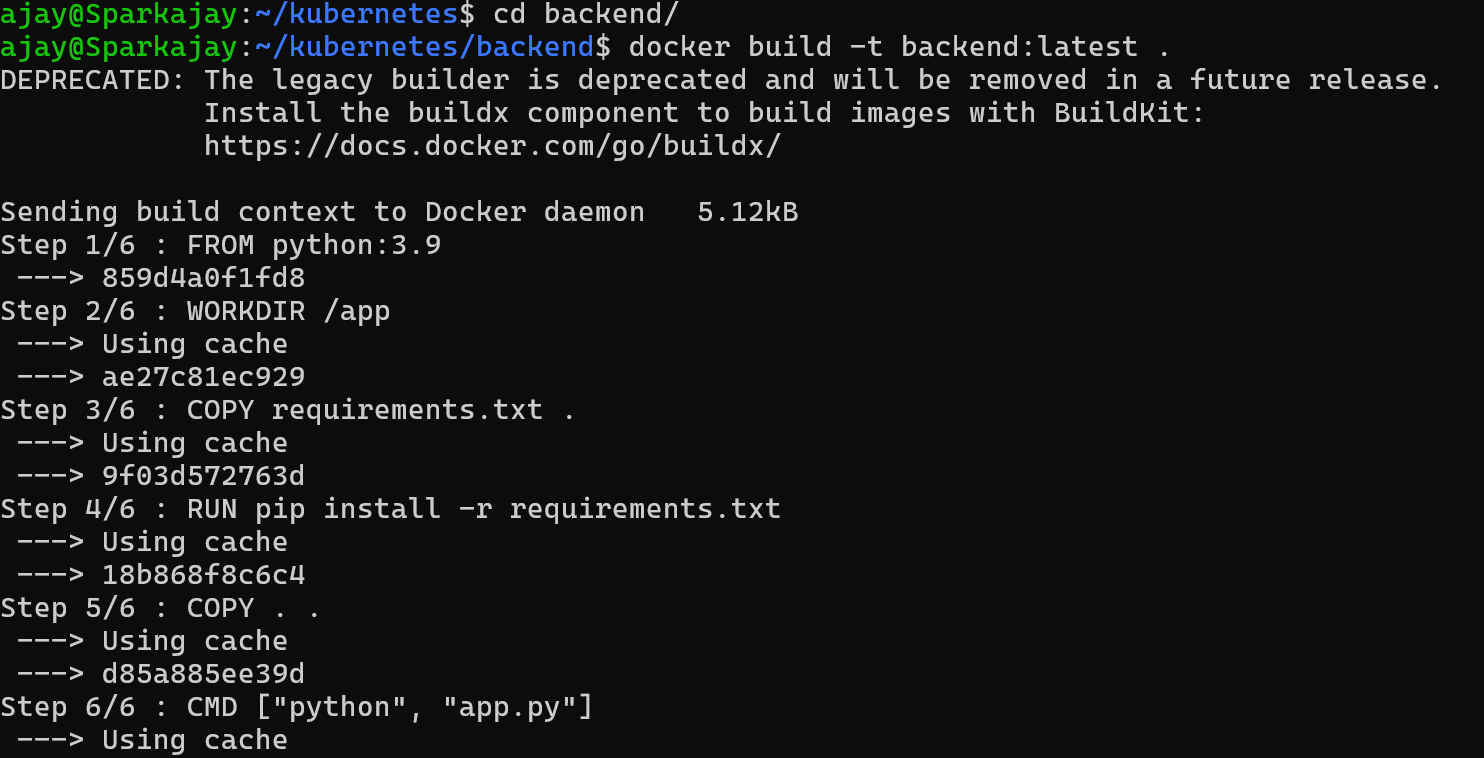 ajay@Sparkajay:~/kubernetes$ cd backend/
ajay@Sparkajay:~/kubernetes/backend$ docker build -t backend:latest .
DEPRECATED: The legacy builder is deprecated and will be removed in a future release.
            Install the buildx component to build images with BuildKit:
            https://docs.docker.com/go/buildx/

Sending build context to Docker daemon   5.12kB
Step 1/6 : FROM python:3.9
 ---> 859d4a0f1fd8
Step 2/6 : WORKDIR /app
 ---> Using cache
 ---> ae27c81ec929
Step 3/6 : COPY requirements.txt .
 ---> Using cache
 ---> 9f03d572763d
Step 4/6 : RUN pip install -r requirements.txt
 ---> Using cache
 ---> 18b868f8c6c4
Step 5/6 : COPY . .
 ---> Using cache
 ---> d85a885ee39d
Step 6/6 : CMD ["python", "app.py"]
 ---> Using cache